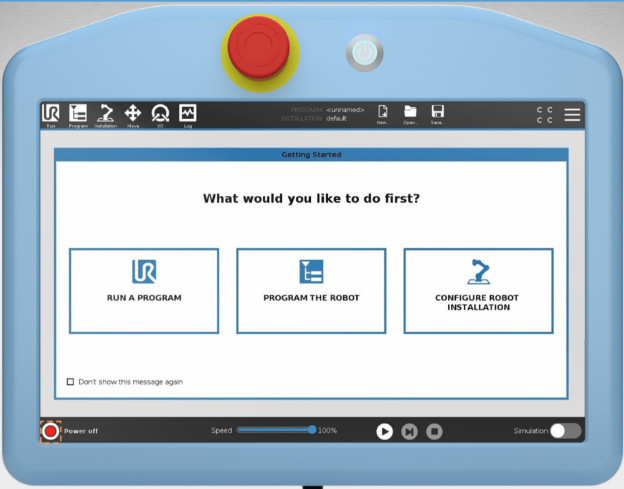 PROGRAM <unnamed>
INSTALLATION default
C C
C C
Run
Program
Installation
Move
I/O
Log
New...
Open...
Save...
Getting Started
What would you like to do first?
RUN A PROGRAM
PROGRAM THE ROBOT
CONFIGURE ROBOT
INSTALLATION
Don't show this message again
Power off
Speed
100%
Simulation